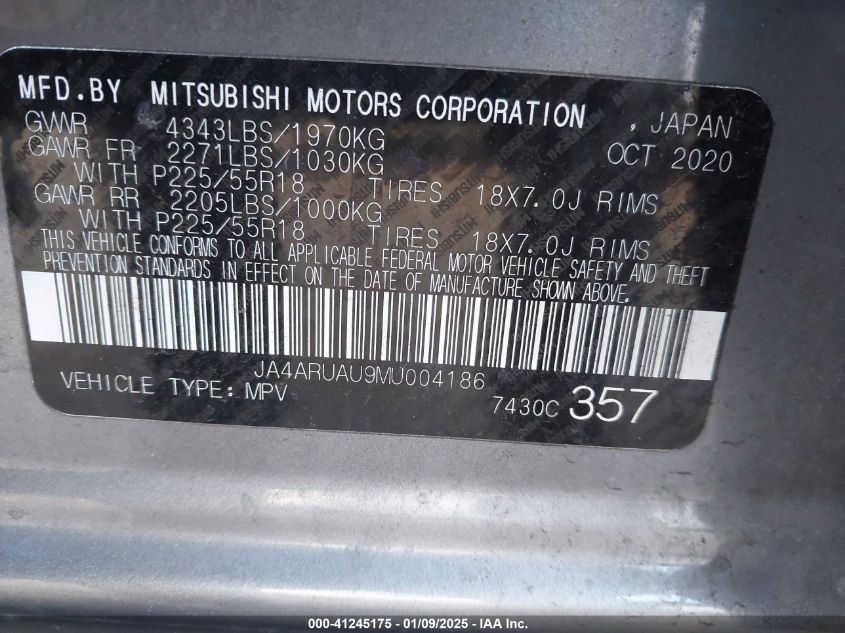 MFD.BY MITSUBISHI MOTORS CORPORATION , JAPAN
GVWR 4343LBS/1970KG OCT 2020
GAWR FR 2271LBS/1030KG
WITH P225/55R18 TIRES 18X7.0J RIMS
GAWR RR 2205LBS/1000KG
WITH P225/55R18 TIRES 18X7.0J RIMS
THIS VEHICLE CONFORMS TO ALL APPLICABLE FEDERAL MOTOR VEHICLE SAFETY AND THEFT
PREVENTION STANDARDS IN EFFECT ON THE DATE OF MANUFACTURE SHOWN ABOVE.
JA4ARUAU9MU004186
VEHICLE TYPE: MPV 7430C 357
000-41245175 — 01/09/2025 — IAA Inc.